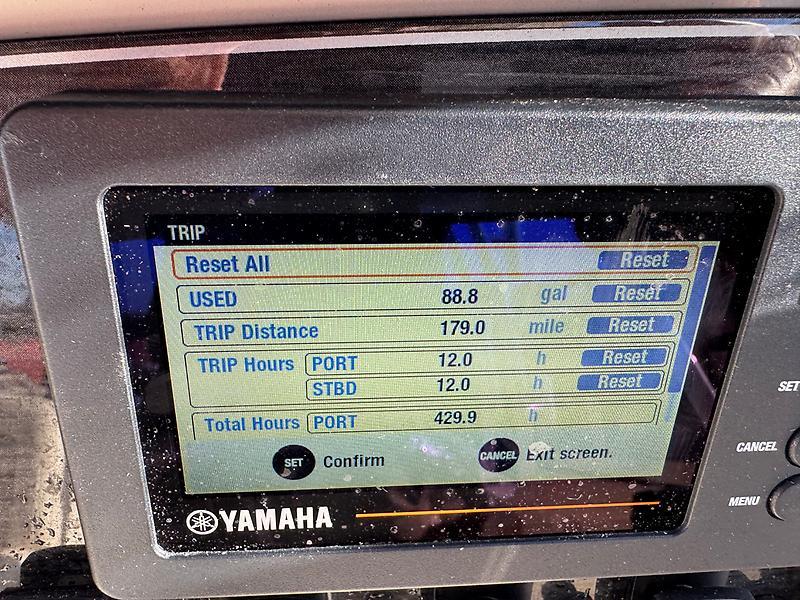 TRIP
Reset All Reset
USED 88.8 gal Reset
TRIP Distance 179.0 mile Reset
TRIP Hours PORT 12.0 h Reset
STBD 12.0 h Reset
Total Hours PORT 429.9 h
SET Confirm CANCEL Exit screen.
YAMAHA
SET
CANCEL
MENU